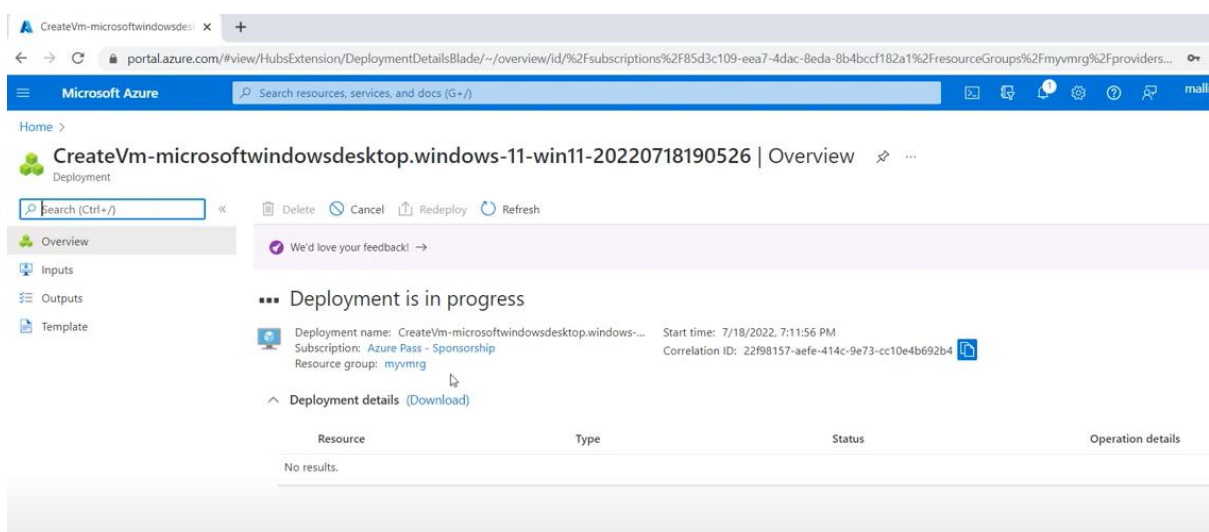 CreateVm-microsoftwindowsdes
portal.azure.com/#view/HubsExtension/DeploymentDetailsBlade/~/overview/id/%2Fsubscriptions%2F85d3c109-eea7-4dac-8eda-8b4bccf182a1%2FresourceGroups%2Fmyvmrg%2Fproviders...
Microsoft Azure
Search resources, services, and docs (G+/)
1
malli
Home >
CreateVm-microsoftwindowsdesktop.windows-11-win11-20220718190526 | Overview
Deployment
Search (Ctrl+/)
Delete Cancel Redeploy Refresh
Overview
We'd love your feedback! →
Inputs
Outputs
Template
Deployment is in progress
Deployment name: CreateVm-microsoftwindowsdesktop.windows-...
Subscription: Azure Pass - Sponsorship
Resource group: myvmrg
Start time: 7/18/2022, 7:11:56 PM
Correlation ID: 22f98157-aefe-414c-9e73-cc10e4b692b4
Deployment details (Download)
Resource Type Status Operation details
No results.